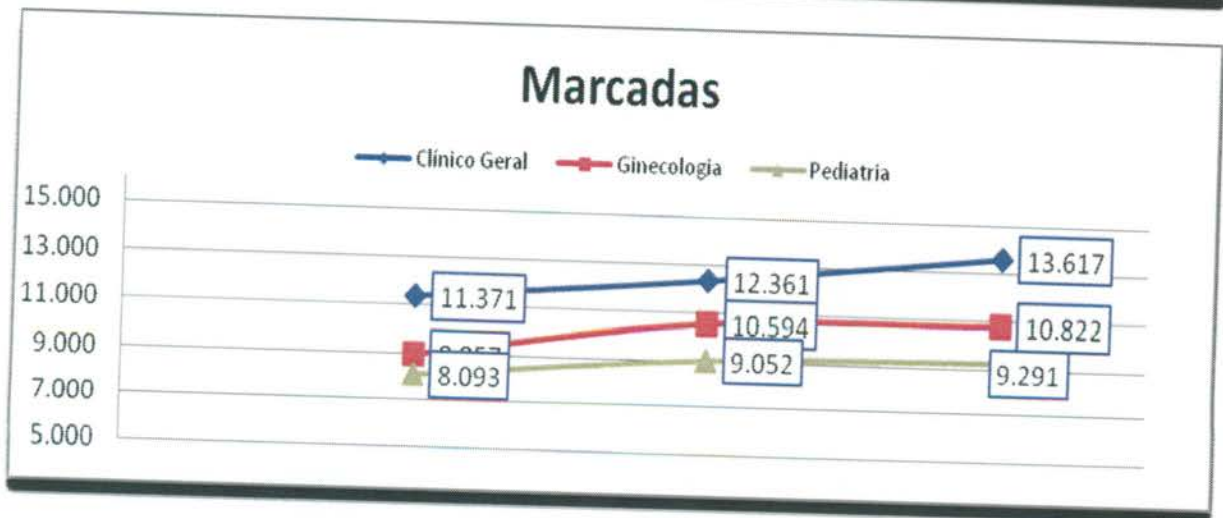 Marcadas
Clínico Geral Ginecologia Pediatria
15.000
13.000
11.000
9.000
7.000
5.000
11.371 12.361 13.617
10.594 10.822
8.093 9.052 9.291